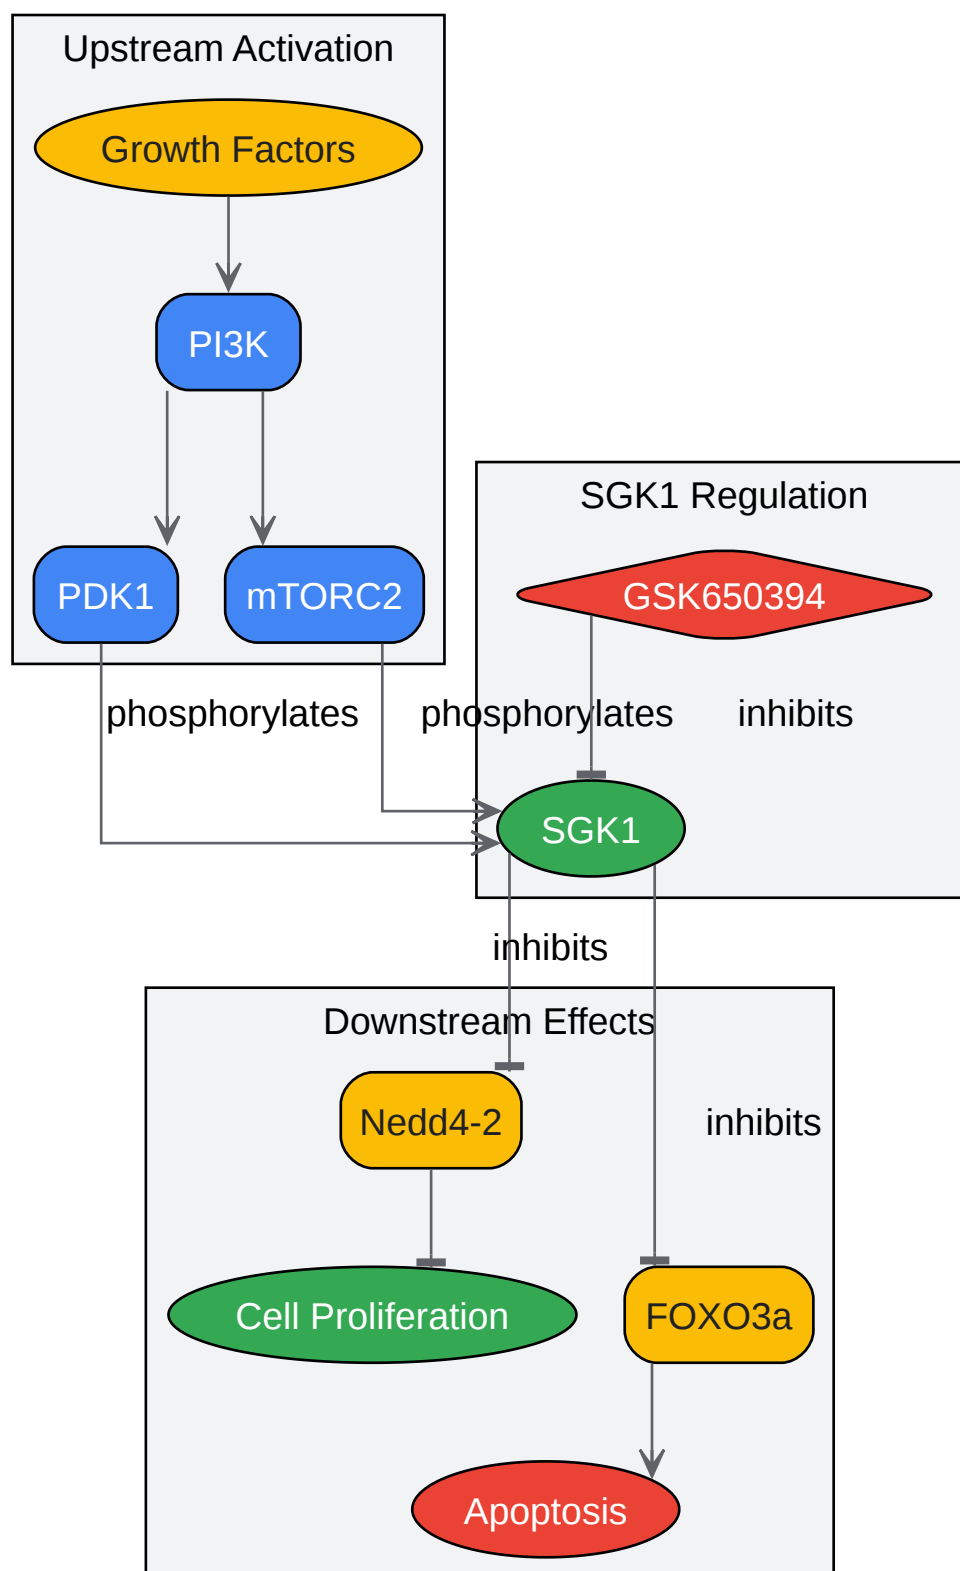 Upstream Activation
Growth Factors
PI3K
SGK1 Regulation
PDK1
mTORC2
GSK650394
phosphorylates
phosphorylates
inhibits
SGK1
inhibits
Downstream Effects
Nedd4-2
inhibits
Cell Proliferation
FOXO3a
Apoptosis